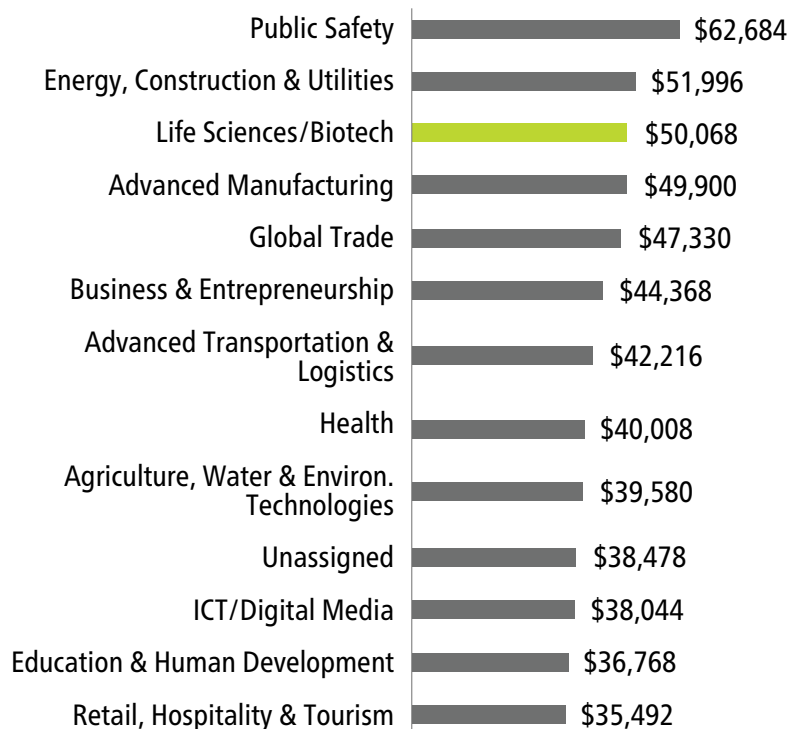 Public Safety $62,684
Energy, Construction & Utilities $51,996
Life Sciences/Biotech $50,068
Advanced Manufacturing $49,900
Global Trade $47,330
Business & Entrepreneurship $44,368
Advanced Transportation &
Logistics $42,216
Health $40,008
Agriculture, Water & Environ.
Technologies $39,580
Unassigned $38,478
ICT/Digital Media $38,044
Education & Human Development $36,768
Retail, Hospitality & Tourism $35,492